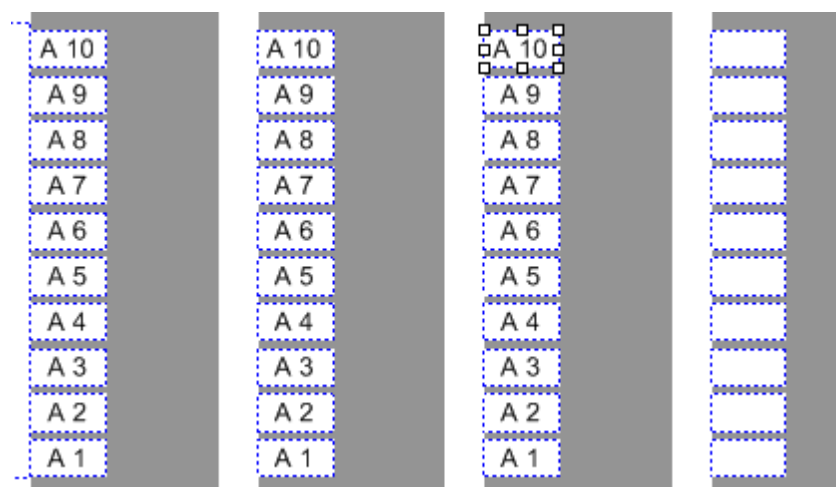 A 10 A 10 A 10
A 9 A 9 A 9
A 8 A 8 A 8
A 7 A 7 A 7
A 6 A 6 A 6
A 5 A 5 A 5
A 4 A 4 A 4
A 3 A 3 A 3
A 2 A 2 A 2
A 1 A 1 A 1